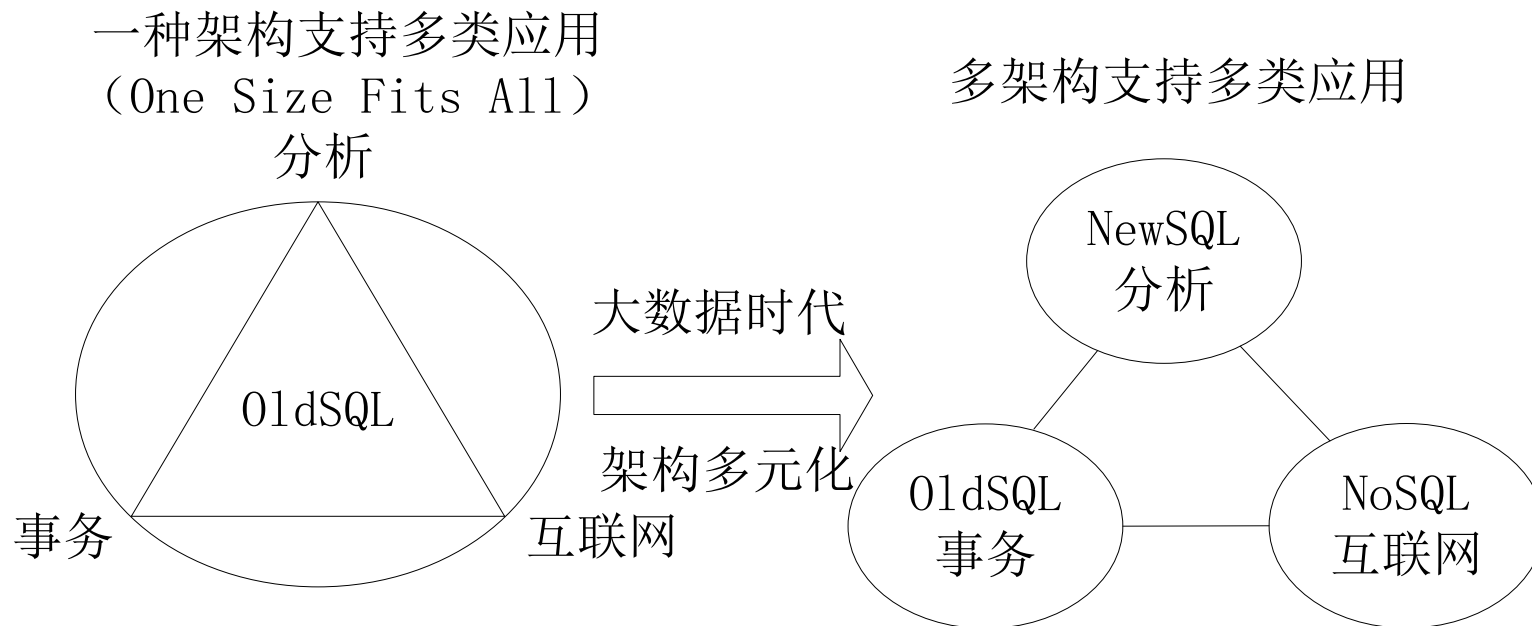 一种架构支持多类应用
（One Size Fits All）
分析
OldSQL
事务
互联网
大数据时代
架构多元化
多架构支持多类应用
NewSQL
分析
OldSQL
事务
NoSQL
互联网